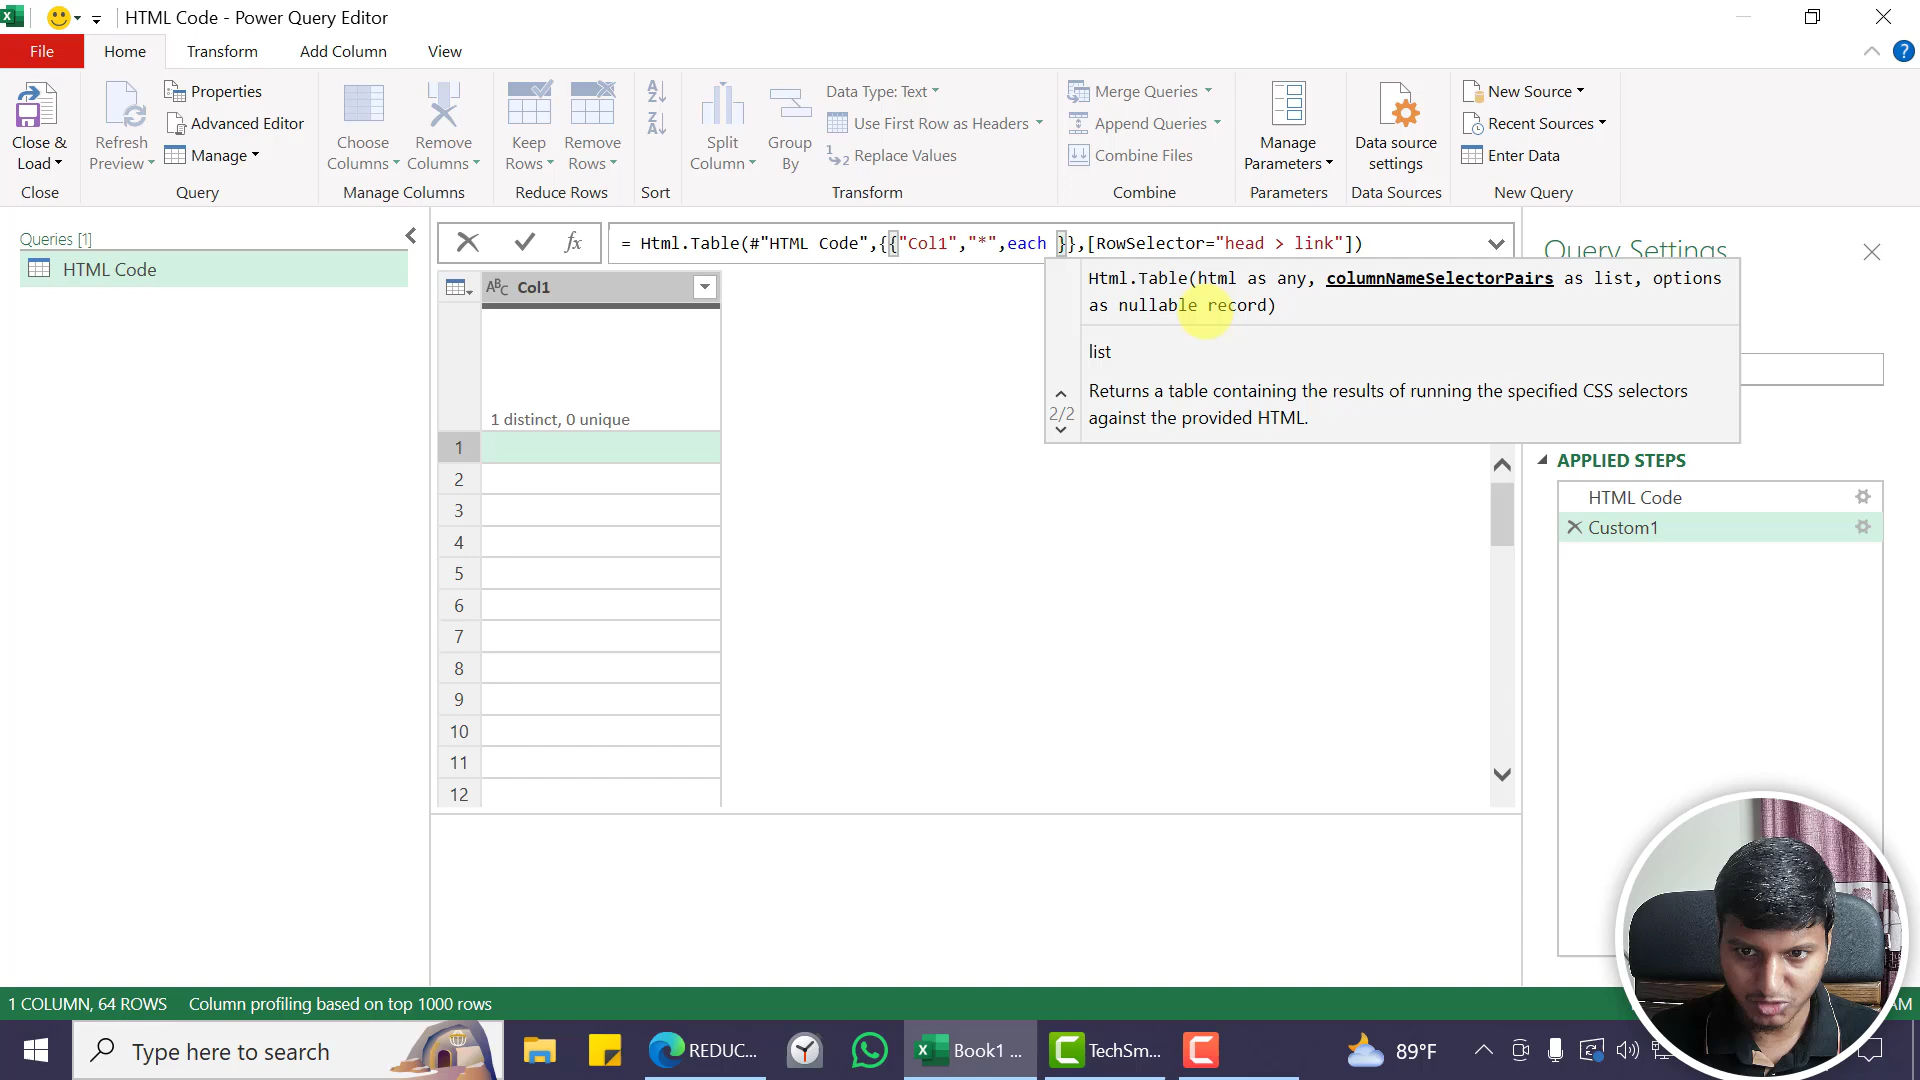 HTML Code - Power Query Editor
File
Home
Transform
Add Column
View
Close &
Load
Close
Refresh
Preview
Properties
Advanced Editor
Manage
Query
Choose
Columns
Remove
Columns
Manage Columns
Keep
Rows
Remove
Rows
Reduce Rows
Sort
Split
Column
Group
By
Data Type: Text
Use First Row as Headers
Replace Values
Transform
Merge Queries
Append Queries
Combine Files
Combine
Manage
Parameters
Parameters
Data source
settings
Data Sources
New Source
Recent Sources
Enter Data
New Query
Queries [1]
HTML Code
= Html.Table(#"HTML Code",{{"Col1","*",each }},[RowSelector="head > link"])
Query Settings
Html.Table(html as any, columnNameSelectorPairs as list, options
as nullable record)
list
Returns a table containing the results of running the specified CSS selectors
against the provided HTML.
2/2
Col1
1 distinct, 0 unique
1
2
3
4
5
6
7
8
9
10
11
12
APPLIED STEPS
HTML Code
Custom1
1 COLUMN, 64 ROWS
Column profiling based on top 1000 rows
AM
Type here to search
REDUC...
Book1 ...
TechSm...
89°F